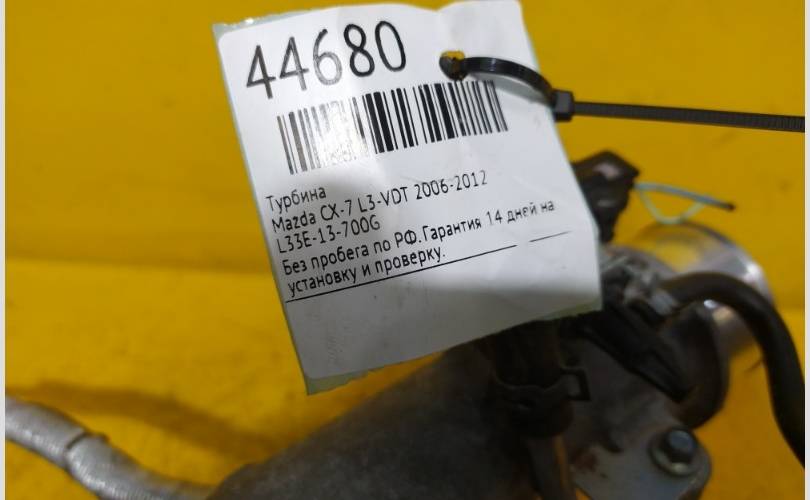 44680
Турбина
Mazda CX-7 L3-VDT 2006-2012
L33E-13-700G
Без пробега по РФ.Гарантия 14 дней на
установку и проверку.